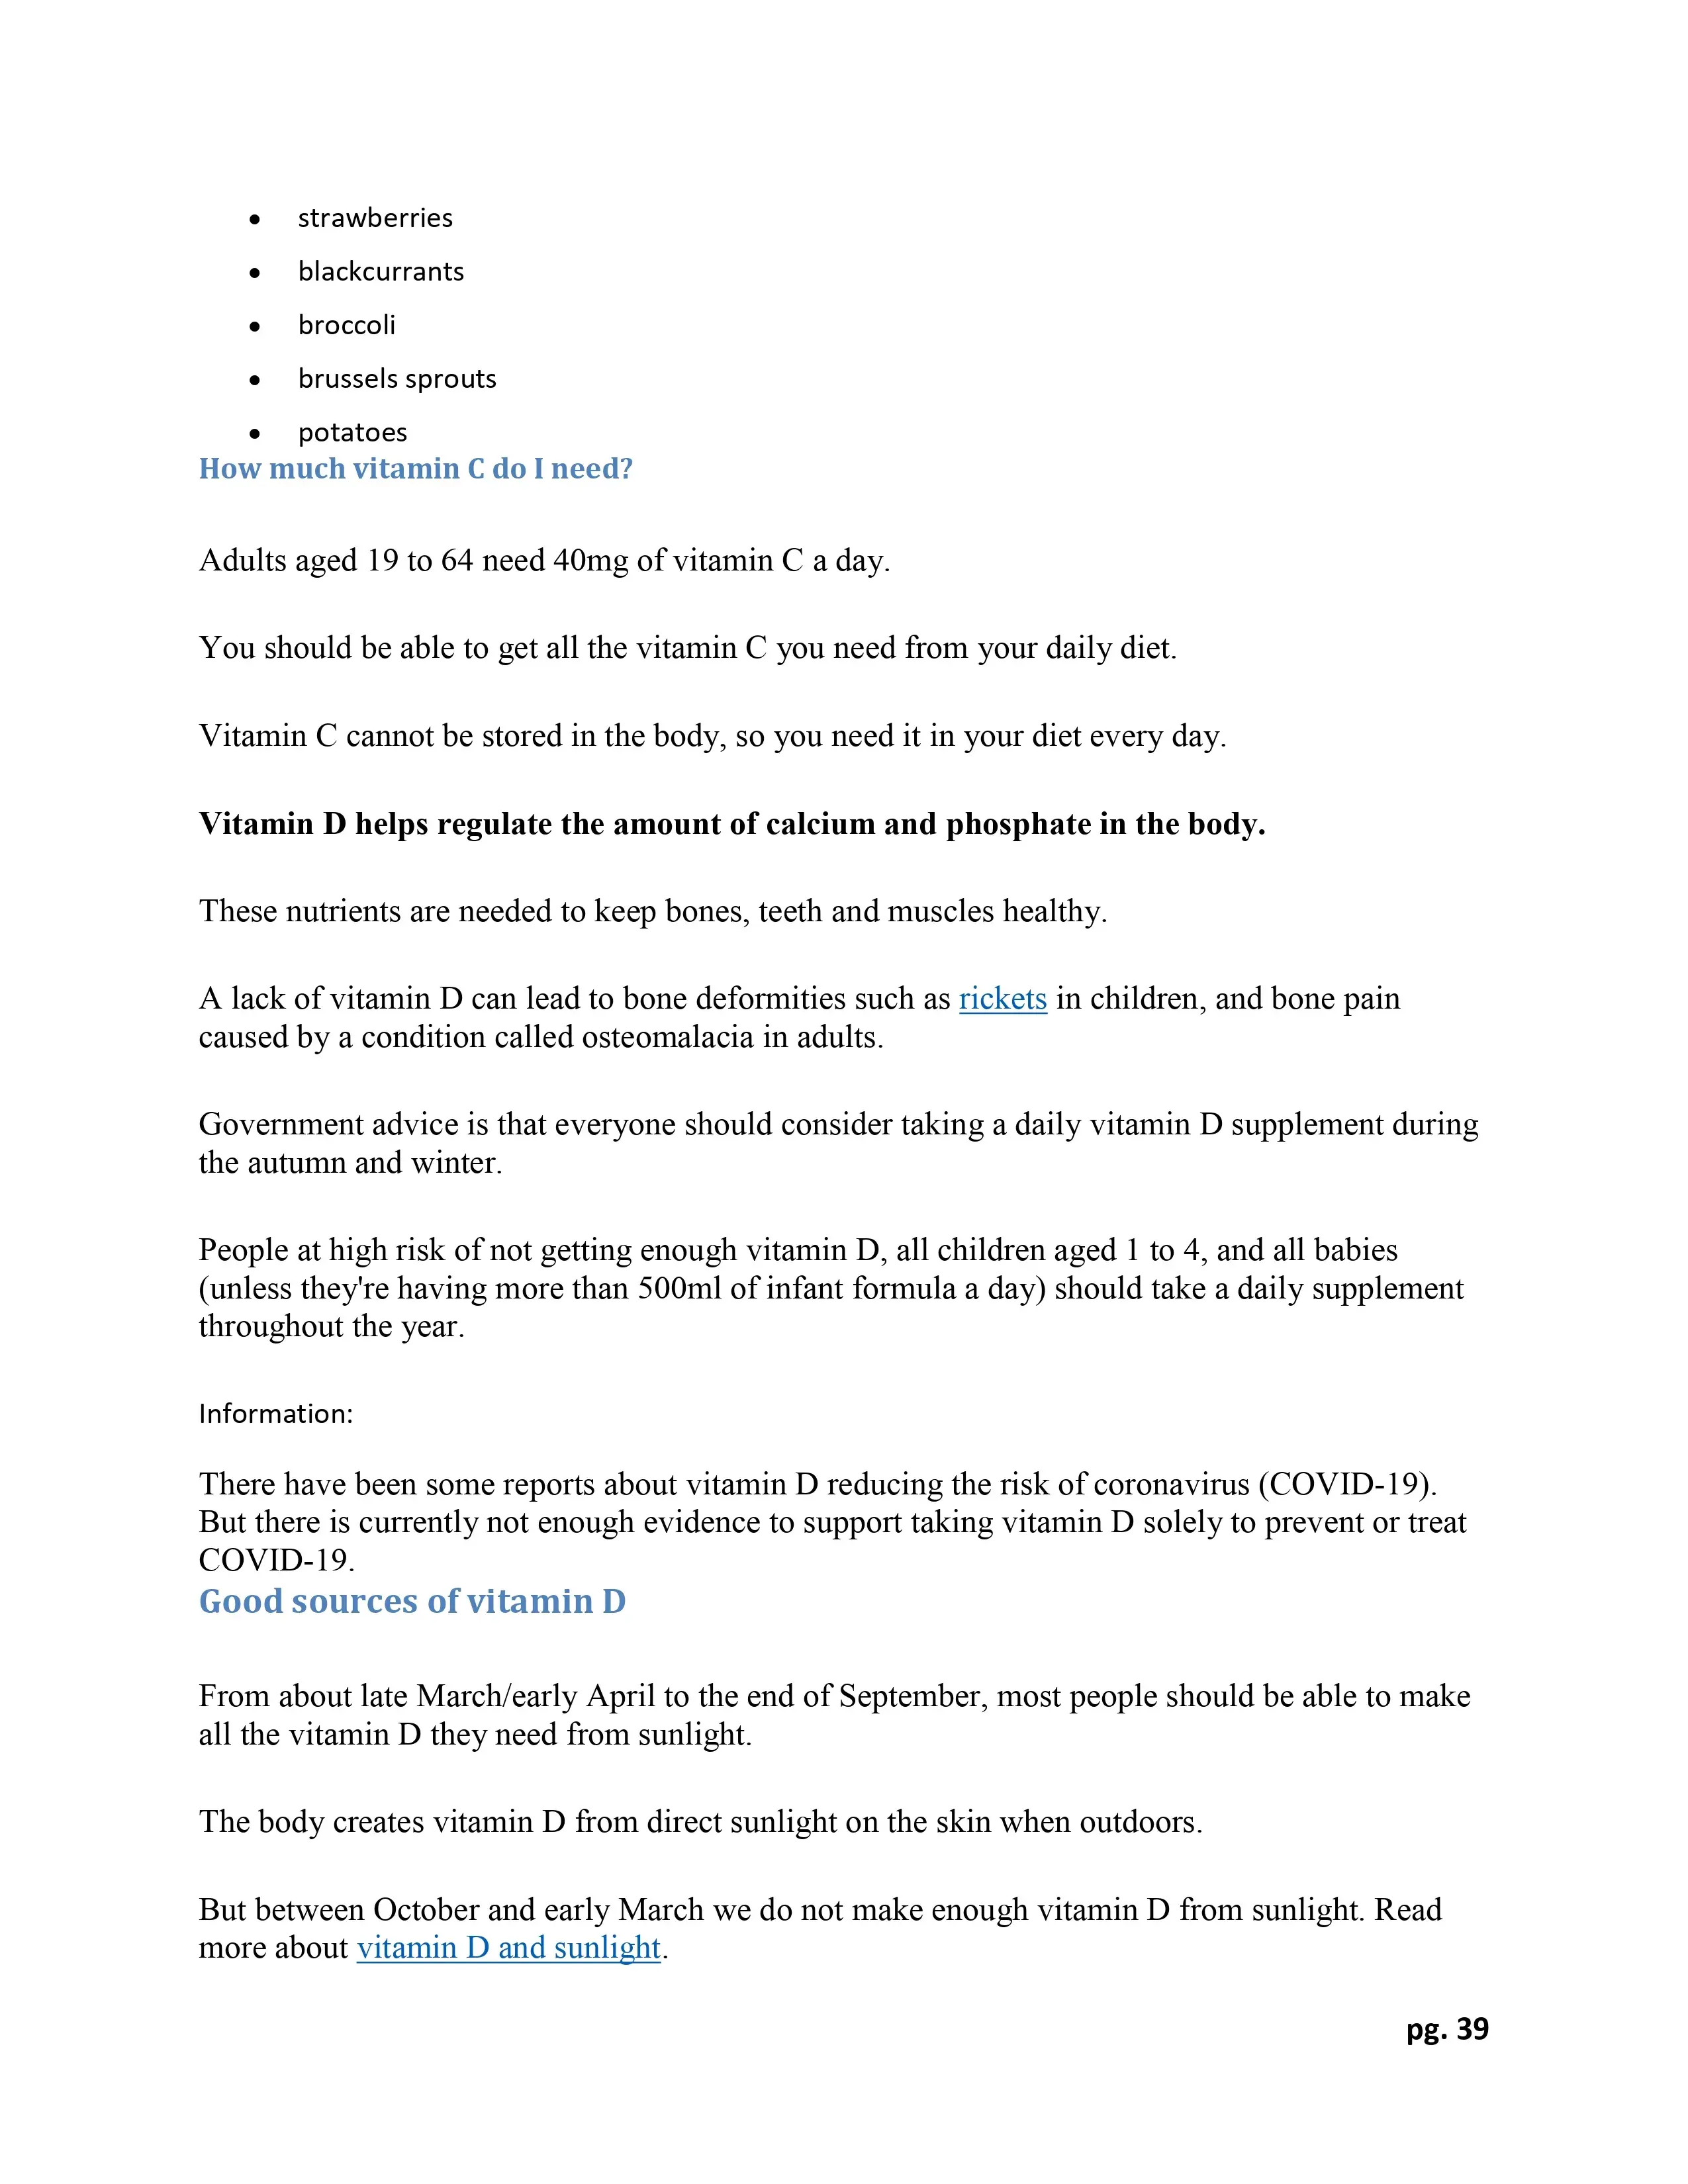 • strawberries
• blackcurrants
• broccoli
• brussels sprouts
• potatoes
How much vitamin C do I need?
Adults aged 19 to 64 need 40mg of vitamin C a day.
You should be able to get all the vitamin C you need from your daily diet.
Vitamin C cannot be stored in the body, so you need it in your diet every day.
Vitamin D helps regulate the amount of calcium and phosphate in the body.
These nutrients are needed to keep bones, teeth and muscles healthy.
A lack of vitamin D can lead to bone deformities such as rickets in children, and bone pain
caused by a condition called osteomalacia in adults.
Government advice is that everyone should consider taking a daily vitamin D supplement during
the autumn and winter.
People at high risk of not getting enough vitamin D, all children aged 1 to 4, and all babies
(unless they're having more than 500ml of infant formula a day) should take a daily supplement
throughout the year.
Information:
There have been some reports about vitamin D reducing the risk of coronavirus (COVID-19).
But there is currently not enough evidence to support taking vitamin D solely to prevent or treat
COVID-19.
Good sources of vitamin D
From about late March/early April to the end of September, most people should be able to make
all the vitamin D they need from sunlight.
The body creates vitamin D from direct sunlight on the skin when outdoors.
But between October and early March we do not make enough vitamin D from sunlight. Read
more about vitamin D and sunlight.
pg. 39